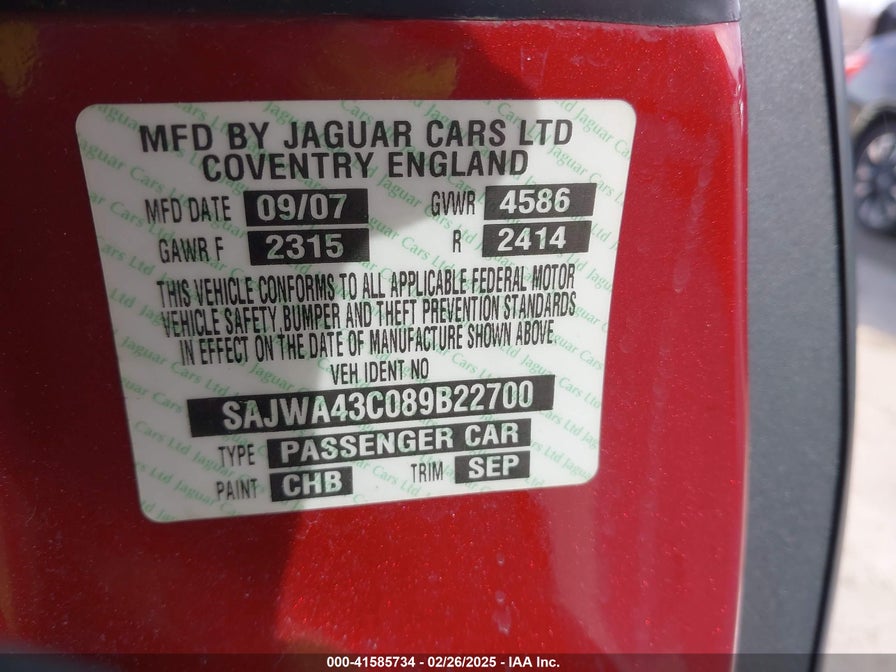 MFD BY JAGUAR CARS LTD
COVENTRY ENGLAND
MFD DATE 09/07 GVWR 4586
GAWR F 2315 R 2414
THIS VEHICLE CONFORMS TO ALL APPLICABLE FEDERAL MOTOR
VEHICLE SAFETY, BUMPER AND THEFT PREVENTION STANDARDS
IN EFFECT ON THE DATE OF MANUFACTURE SHOWN ABOVE
VEH IDENT NO
SAJWA43C089B22700
TYPE PASSENGER CAR
PAINT CHB TRIM SEP
000-41585734 - 02/26/2025 - IAA Inc.